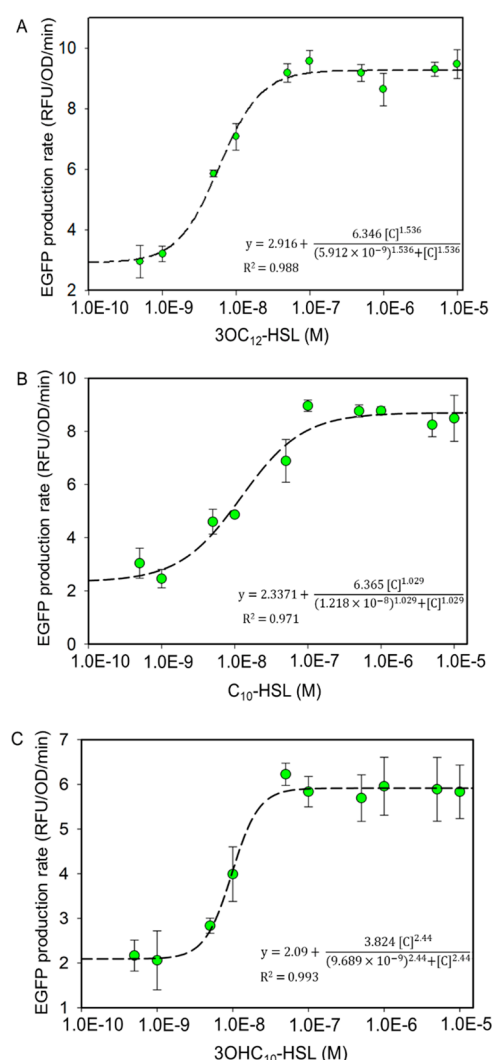 A
EGFP production rate (RFU/OD/min)
10
8
6
4
2
y = 2.916 + 6.346 [C]^1.536 / (5.912 × 10^−9)^1.536+[C]^1.536
R² = 0.988
1.0E-10 1.0E-9 1.0E-8 1.0E-7 1.0E-6 1.0E-5
3OC₁₂-HSL (M)
B
EGFP production rate (RFU/OD/min)
10
8
6
4
2
0
y = 2.3371 + 6.365 [C]^1.029 / (1.218 × 10^−8)^1.029+[C]^1.029
R² = 0.971
1.0E-10 1.0E-9 1.0E-8 1.0E-7 1.0E-6 1.0E-5
C₁₀-HSL (M)
C
EGFP production rate (RFU/OD/min)
7
6
5
4
3
2
1
y = 2.09 + 3.824 [C]^2.44 / (9.689 × 10^−9)^2.44+[C]^2.44
R² = 0.993
1.0E-10 1.0E-9 1.0E-8 1.0E-7 1.0E-6 1.0E-5
3OHC₁₀-HSL (M)